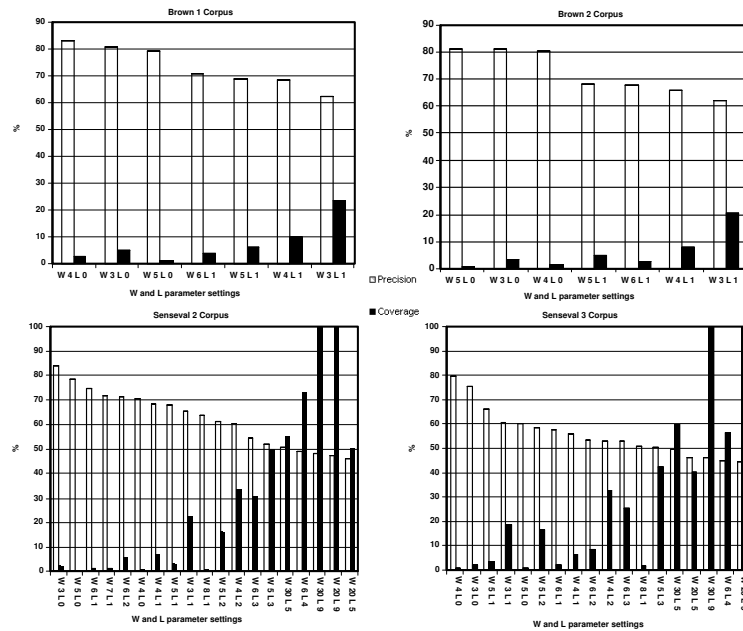 Brown 1 Corpus
90
80
70
60
50
40
30
20
10
0
%
W 4 L 0 W 3 L 0 W 5 L 0 W 6 L 1 W 5 L 1 W 4 L 1 W 3 L 1
W and L parameter settings
Brown 2 Corpus
90
80
70
60
50
40
30
20
10
0
%
W 5 L 0 W 3 L 0 W 4 L 0 W 5 L 1 W 6 L 1 W 4 L 1 W 3 L 1
W and L parameter settings
Precision
Coverage
Senseval 2 Corpus
100
90
80
70
60
50
40
30
20
10
0
%
W 3 L 0
W 5 L 0
W 6 L 1
W 7 L 1
W 6 L 2
W 4 L 0
W 4 L 1
W 5 L 1
W 3 L 1
W 8 L 1
W 5 L 2
W 4 L 2
W 6 L 3
W 5 L 3
W 30 L 5
W 6 L 4
W 30 L 9
W 20 L 9
W 20 L 5
W and L parameter settings
Senseval 3 Corpus
100
90
80
70
60
50
40
30
20
10
0
%
W 4 L 0
W 3 L 0
W 5 L 1
W 3 L 1
W 5 L 0
W 5 L 2
W 6 L 1
W 4 L 1
W 6 L 2
W 4 L 2
W 6 L 3
W 8 L 1
W 5 L 3
W 30 L 5
W 20 L 5
W 30 L 9
W 6 L 4
W and L parameter settings